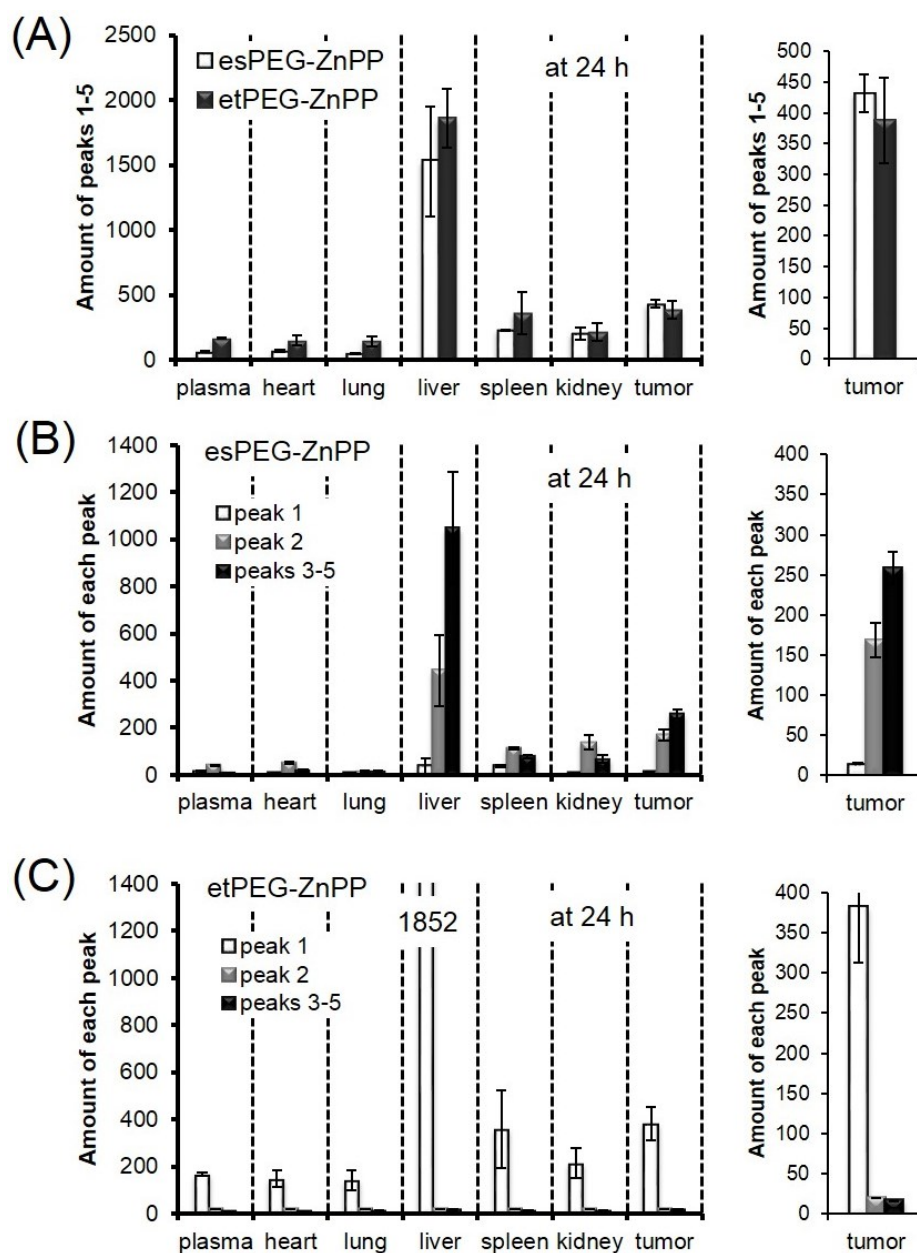 (A)
Amount of peaks 1-5
2500
2000
1500
1000
500
0
esPEG-ZnPP
etPEG-ZnPP
at 24 h
plasma heart lung liver spleen kidney tumor
Amount of peaks 1-5
500
450
400
350
300
250
200
150
100
50
0
tumor
(B)
Amount of each peak
1400
1200
1000
800
600
400
200
0
esPEG-ZnPP
at 24 h
peak 1
peak 2
peaks 3-5
plasma heart lung liver spleen kidney tumor
Amount of each peak
400
350
300
250
200
150
100
50
0
tumor
(C)
Amount of each peak
1400
1200
1000
800
600
400
200
0
etPEG-ZnPP
1852
at 24 h
peak 1
peak 2
peaks 3-5
plasma heart lung liver spleen kidney tumor
Amount of each peak
400
350
300
250
200
150
100
50
0
tumor